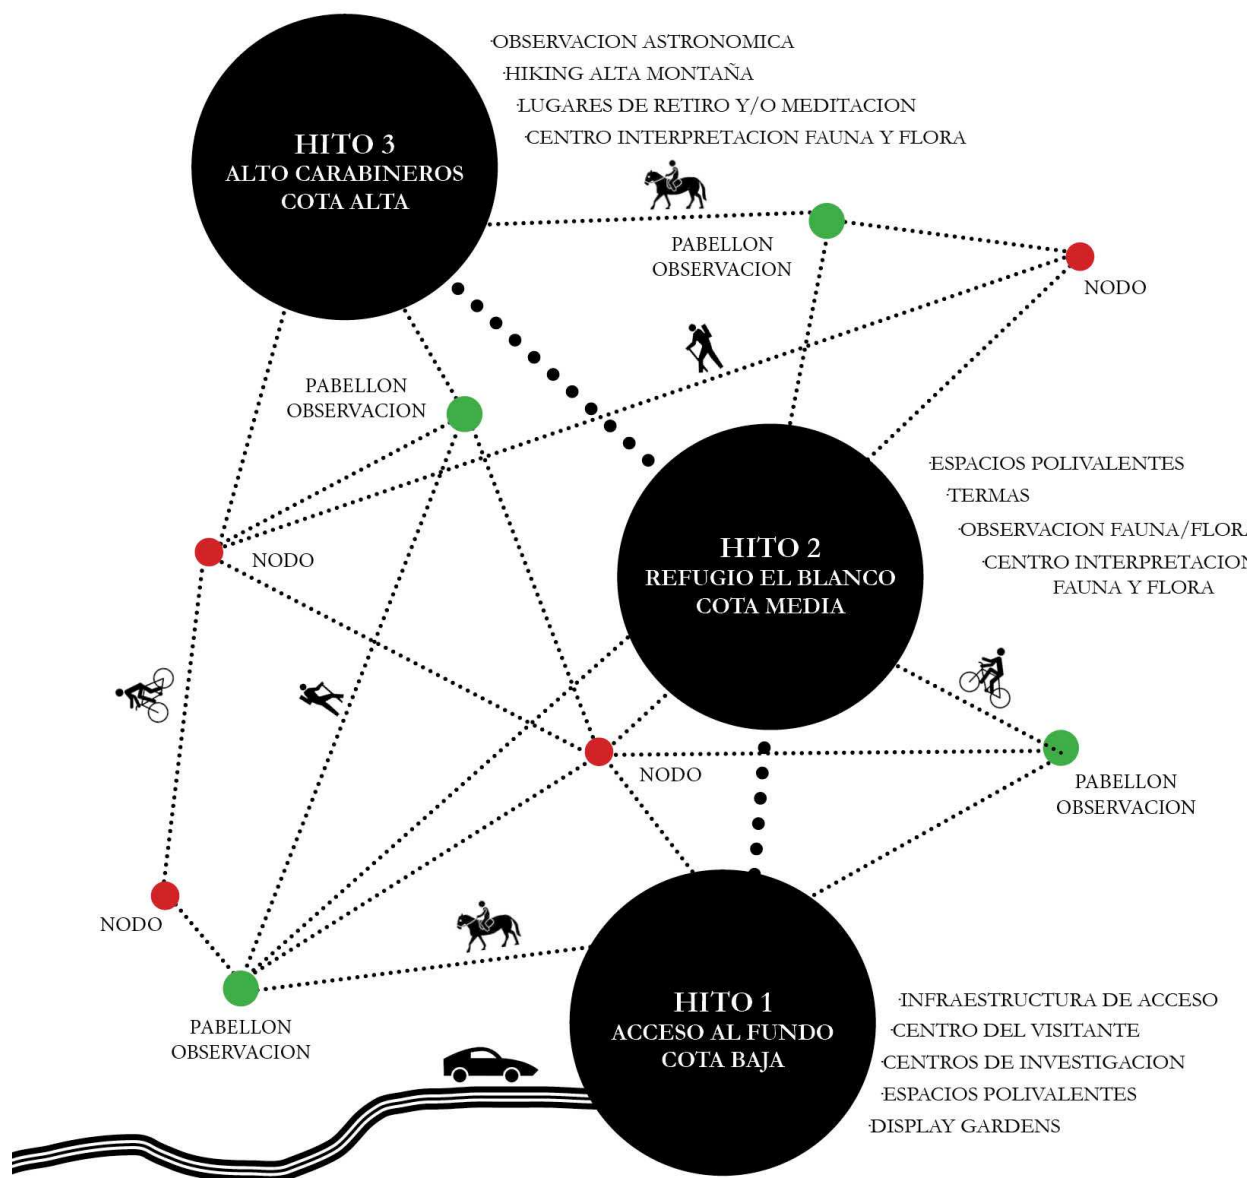 ·OBSERVACION ASTRONOMICA
·HIKING ALTA MONTAÑA
·LUGARES DE RETIRO Y/O MEDITACION
·CENTRO INTERPRETACION FAUNA Y FLORA
HITO 3
ALTO CARABINEROS
COTA ALTA
PABELLON
OBSERVACION
NODO
PABELLON
OBSERVACION
·ESPACIOS POLIVALENTES
·TERMAS
·OBSERVACION FAUNA/FLORA
·CENTRO INTERPRETACION
FAUNA Y FLORA
HITO 2
REFUGIO EL BLANCO
COTA MEDIA
NODO
NODO
PABELLON
OBSERVACION
NODO
PABELLON
OBSERVACION
HITO 1
ACCESO AL FUNDO
COTA BAJA
·INFRAESTRUCTURA DE ACCESO
·CENTRO DEL VISITANTE
·CENTROS DE INVESTIGACION
·ESPACIOS POLIVALENTES
·DISPLAY GARDENS